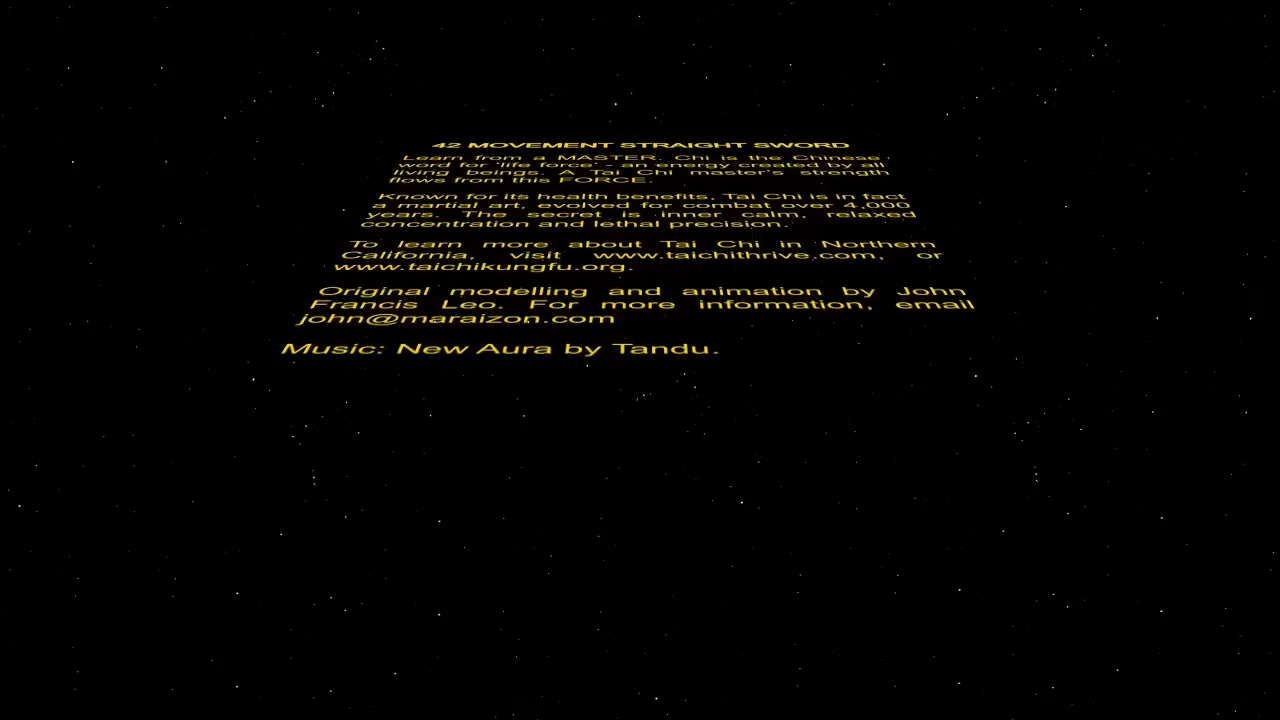 42 MOVEMENT STRAIGHT SWORD
Learn from a MASTER. Chi is the Chinese
word for 'life force' - an energy created by all
living beings. A Tai Chi master's strength
flows from this FORCE.
Known for its health benefits, Tai Chi is in fact
a martial art, evolved for combat over 4,000
years. The secret is inner calm, relaxed
concentration and lethal precision.
To learn more about Tai Chi in Northern
California, visit www.taichithrive.com, or
www.taichikungfu.org.
Original modelling and animation by John
Francis Leo. For more information, email
john@maraizon.com
Music: New Aura by Tandu.